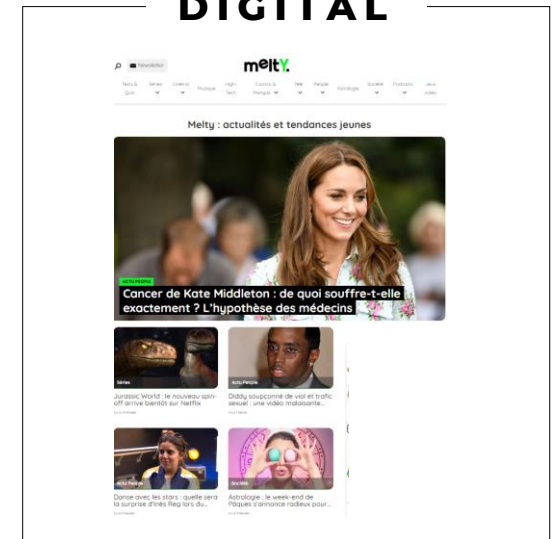 DIGITAL
Newsletter
melty.
Tests & Quiz
Séries
Cinéma
Musique
High-Tech
Comics & Mangas
Télé
People
Astrologie
Société
Podcasts
Jeux vidéo
Melty : actualités et tendances jeunes
ACTU PEOPLE
Cancer de Kate Middleton : de quoi souffre-t-elle
exactement ? L'hypothèse des médecins
Séries
Actu People
Jurassic World : le nouveau spin-
off arrive bientôt sur Netflix
Diddy soupçonné de viol et trafic
sexuel : une vidéo malaisante...
Actu People
Société
Danse avec les stars : quelle sera
la surprise d'Inès Reg lors du...
Astrologie : le week-end de
Pâques s'annonce radieux pour...